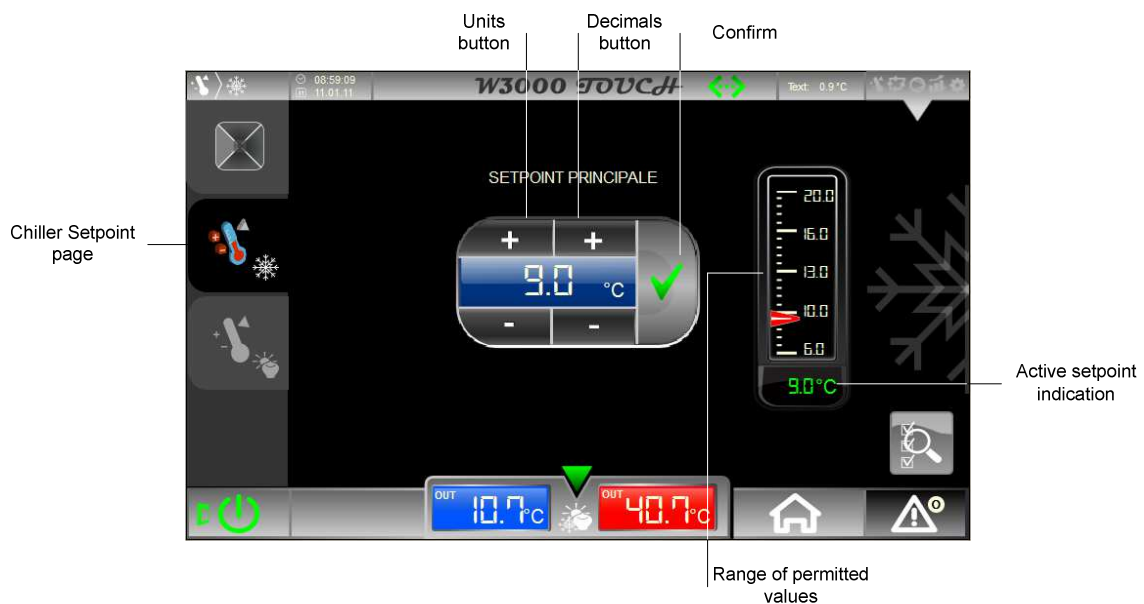 Units
button
Decimals
button
Confirm
08:59:09
11.01.11
W3000 TOUCH
Text: 0.9°C
SETPOINT PRINCIPALE
+
+
9.0 °C
-
-
20.0
16.0
13.0
10.0
6.0
9.0°C
Chiller Setpoint
page
Active setpoint
indication
OUT
10.7°C
OUT
40.7°C
0
Range of permitted
values